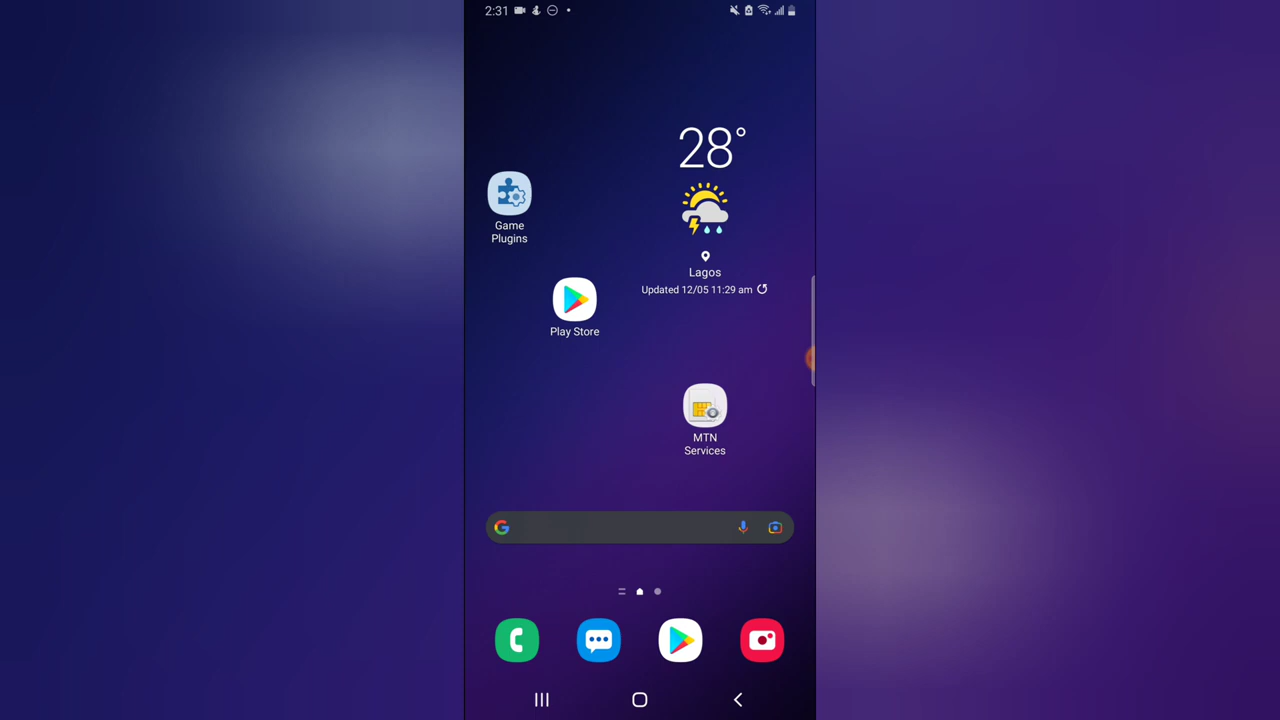 2:31
28°
Game
Plugins
Lagos
Updated 12/05 11:29 am
Play Store
MTN
Services